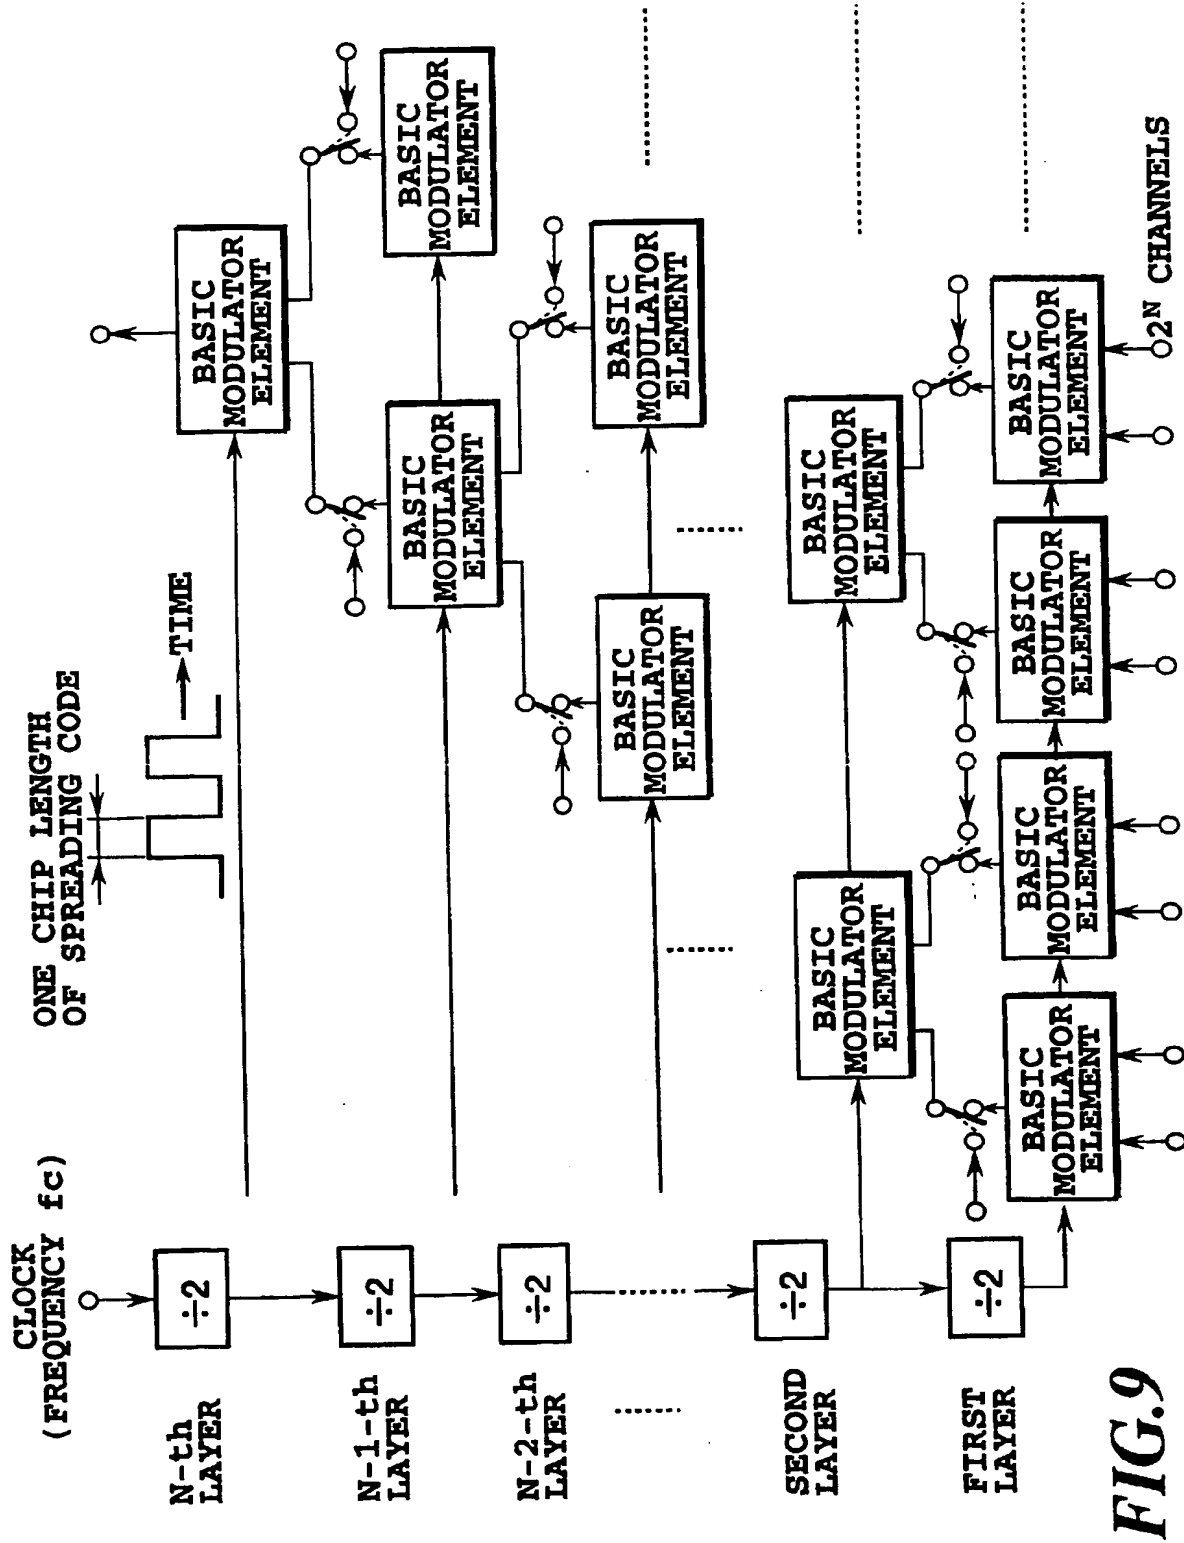 CLOCK
(FREQUENCY fc)
ONE CHIP LENGTH
OF SPREADING CODE
TIME
N-th
LAYER
÷2
BASIC
MODULATOR
ELEMENT
N-1-th
LAYER
÷2
BASIC
MODULATOR
ELEMENT
BASIC
MODULATOR
ELEMENT
N-2-th
LAYER
÷2
BASIC
MODULATOR
ELEMENT
BASIC
MODULATOR
ELEMENT
SECOND
LAYER
÷2
BASIC
MODULATOR
ELEMENT
BASIC
MODULATOR
ELEMENT
FIRST
LAYER
÷2
BASIC
MODULATOR
ELEMENT
BASIC
MODULATOR
ELEMENT
BASIC
MODULATOR
ELEMENT
BASIC
MODULATOR
ELEMENT
2ᴺ CHANNELS
FIG.9